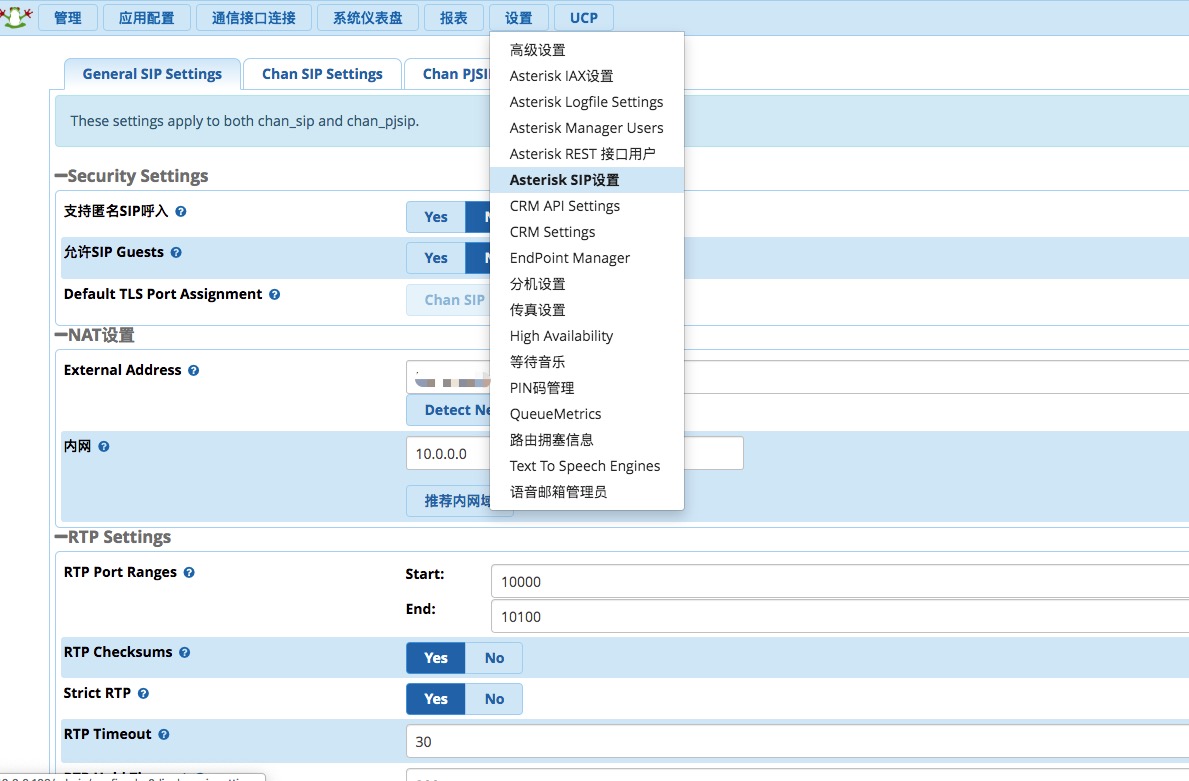 管理 应用配置 通信接口连接 系统仪表盘 报表 设置 UCP
高级设置
Asterisk IAX设置
Asterisk Logfile Settings
Asterisk Manager Users
Asterisk REST 接口用户
Asterisk SIP设置
CRM API Settings
CRM Settings
EndPoint Manager
分机设置
传真设置
High Availability
等待音乐
PIN码管理
QueueMetrics
路由拥塞信息
Text To Speech Engines
语音邮箱管理员
General SIP Settings Chan SIP Settings Chan PJSI
These settings apply to both chan_sip and chan_pjsip.
Security Settings
支持匿名SIP呼入 Yes
允许SIP Guests Yes
Default TLS Port Assignment Chan SIP
NAT设置
External Address
Detect Ne
内网 10.0.0.0
推荐内网域
RTP Settings
RTP Port Ranges Start: 10000
End: 10100
RTP Checksums Yes No
Strict RTP Yes No
RTP Timeout 30